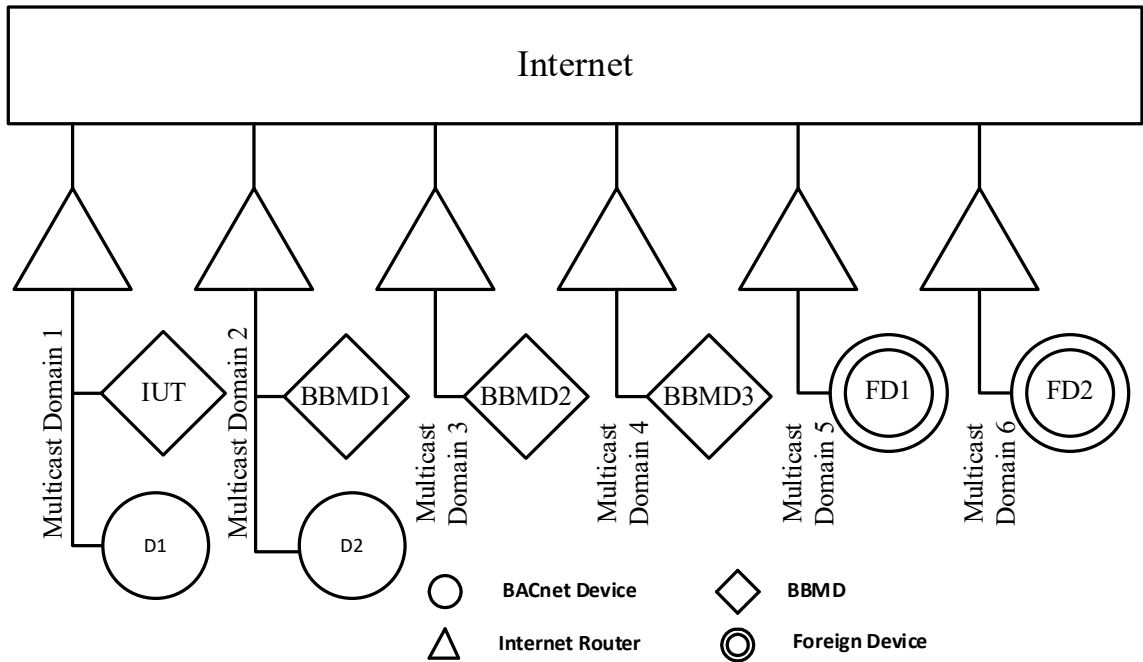 Internet
Multicast Domain 1
IUT
D1
Multicast Domain 2
BBMD1
D2
Multicast
Domain 3
BBMD2
Multicast
Domain 4
BBMD3
Multicast
Domain 5
FD1
Multicast
Domain 6
FD2
BACnet Device
BBMD
Internet Router
Foreign Device